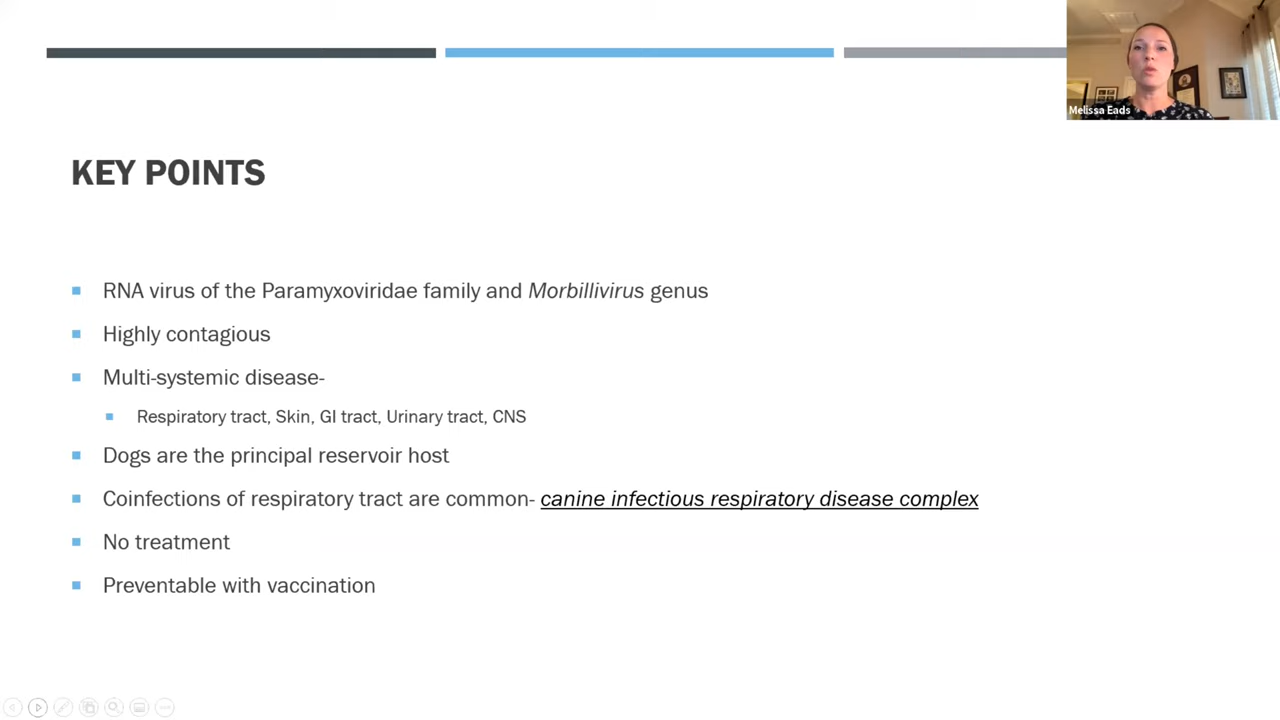 Melissa Eads
KEY POINTS
RNA virus of the Paramyxoviridae family and Morbillivirus genus
Highly contagious
Multi-systemic disease-
Respiratory tract, Skin, GI tract, Urinary tract, CNS
Dogs are the principal reservoir host
Coinfections of respiratory tract are common- canine infectious respiratory disease complex
No treatment
Preventable with vaccination